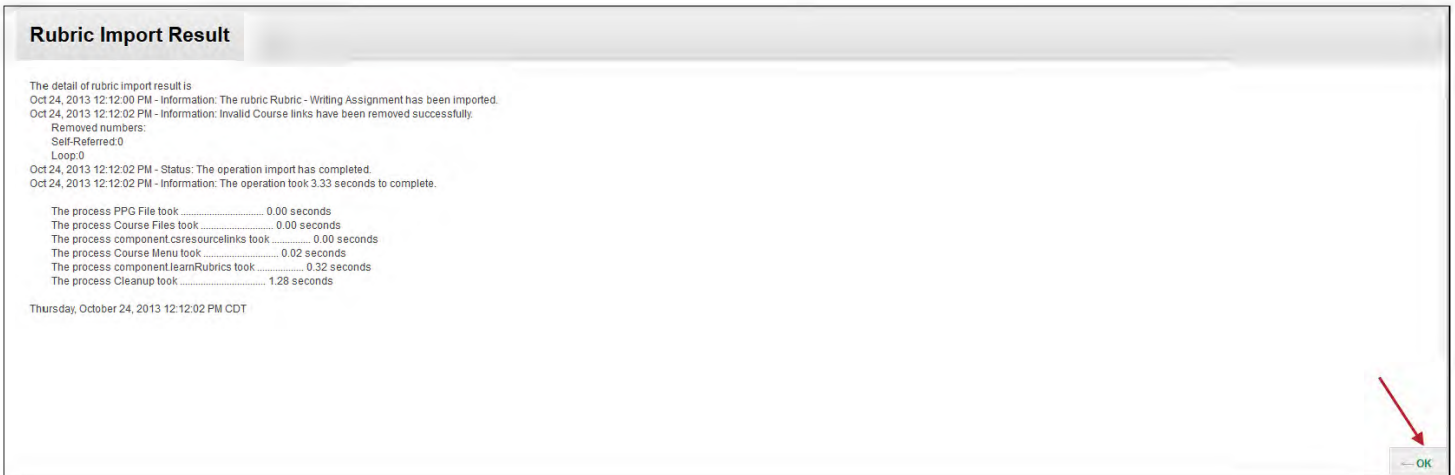 Rubric Import Result
The detail of rubric import result is
Oct 24, 2013 12:12:00 PM - Information: The rubric Rubric - Writing Assignment has been imported.
Oct 24, 2013 12:12:02 PM - Information: Invalid Course links have been removed successfully.
Removed numbers:
Self-Referred:0
Loop:0
Oct 24, 2013 12:12:02 PM - Status: The operation import has completed.
Oct 24, 2013 12:12:02 PM - Information: The operation took 3.33 seconds to complete.
The process PPG File took ................................ 0.00 seconds
The process Course Files took ............................ 0.00 seconds
The process component.csresourcelinks took ............... 0.00 seconds
The process Course Menu took ............................. 0.02 seconds
The process component.learnRubrics took .................. 0.32 seconds
The process Cleanup took ................................. 1.28 seconds
Thursday, October 24, 2013 12:12:02 PM CDT
← OK